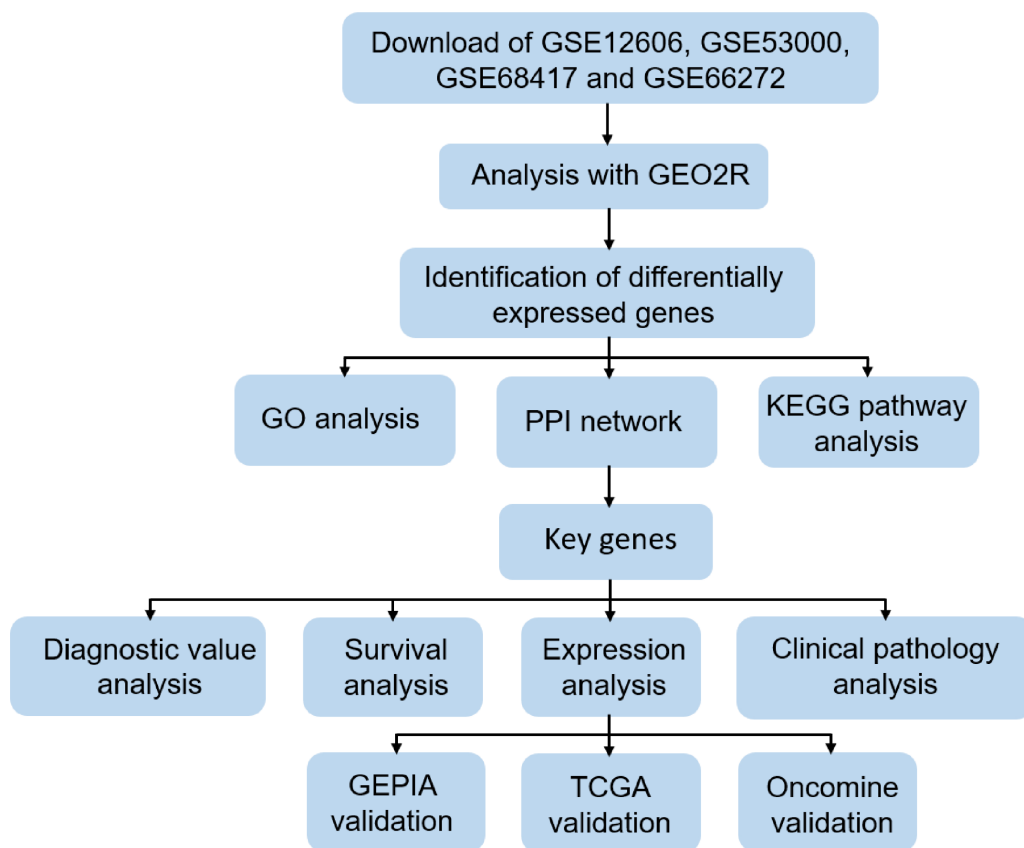 Download of GSE12606, GSE53000,
GSE68417 and GSE66272
Analysis with GEO2R
Identification of differentially
expressed genes
GO analysis
PPI network
KEGG pathway
analysis
Key genes
Diagnostic value
analysis
Survival
analysis
Expression
analysis
Clinical pathology
analysis
GEPIA
validation
TCGA
validation
Oncomine
validation